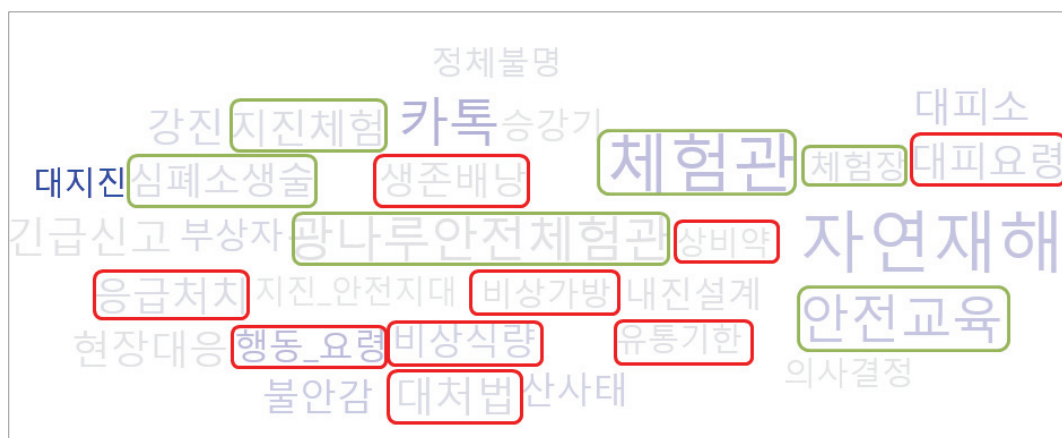 정체불명
강진 지진체험 카톡 승강기 대피소
체험관 체험장 대피요령
대지진 심폐소생술 생존배낭
긴급신고 부상자 광나루안전체험관 상비약 자연재해
응급처치 지진_안전지대 비상가방 내진설계 안전교육
현장대응 행동_요령 비상식량 유통기한
의사결정
불안감 대처법 산사태